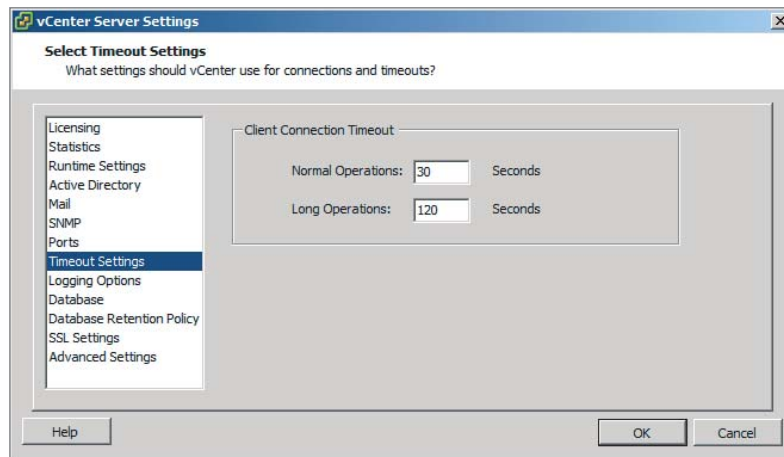 vCenter Server Settings
Select Timeout Settings
What settings should vCenter use for connections and timeouts?
Licensing
Statistics
Runtime Settings
Active Directory
Mail
SNMP
Ports
Timeout Settings
Logging Options
Database
Database Retention Policy
SSL Settings
Advanced Settings
Client Connection Timeout
Normal Operations: 30 Seconds
Long Operations: 120 Seconds
Help OK Cancel